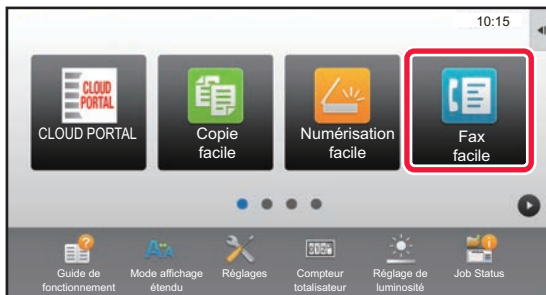 10:15
CLOUD
PORTAL
CLOUD PORTAL
Copie
facile
Numérisation
facile
Fax
facile
Guide de
fonctionnement
Mode affichage
étendu
Réglages
Compteur
totalisateur
Réglage de
luminosité
Job Status